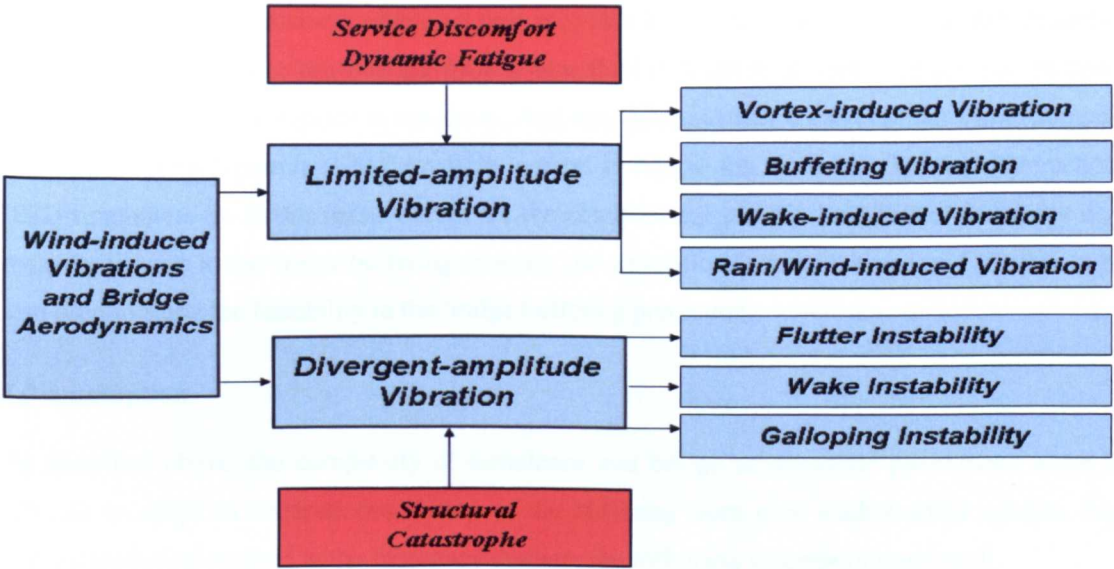 Service Discomfort
Dynamic Fatigue
Vortex-induced Vibration
Buffeting Vibration
Limited-amplitude
Vibration
Wake-induced Vibration
Rain/Wind-induced Vibration
Wind-induced
Vibrations
and Bridge
Aerodynamics
Flutter Instability
Divergent-amplitude
Vibration
Wake Instability
Galloping Instability
Structural
Catastrophe